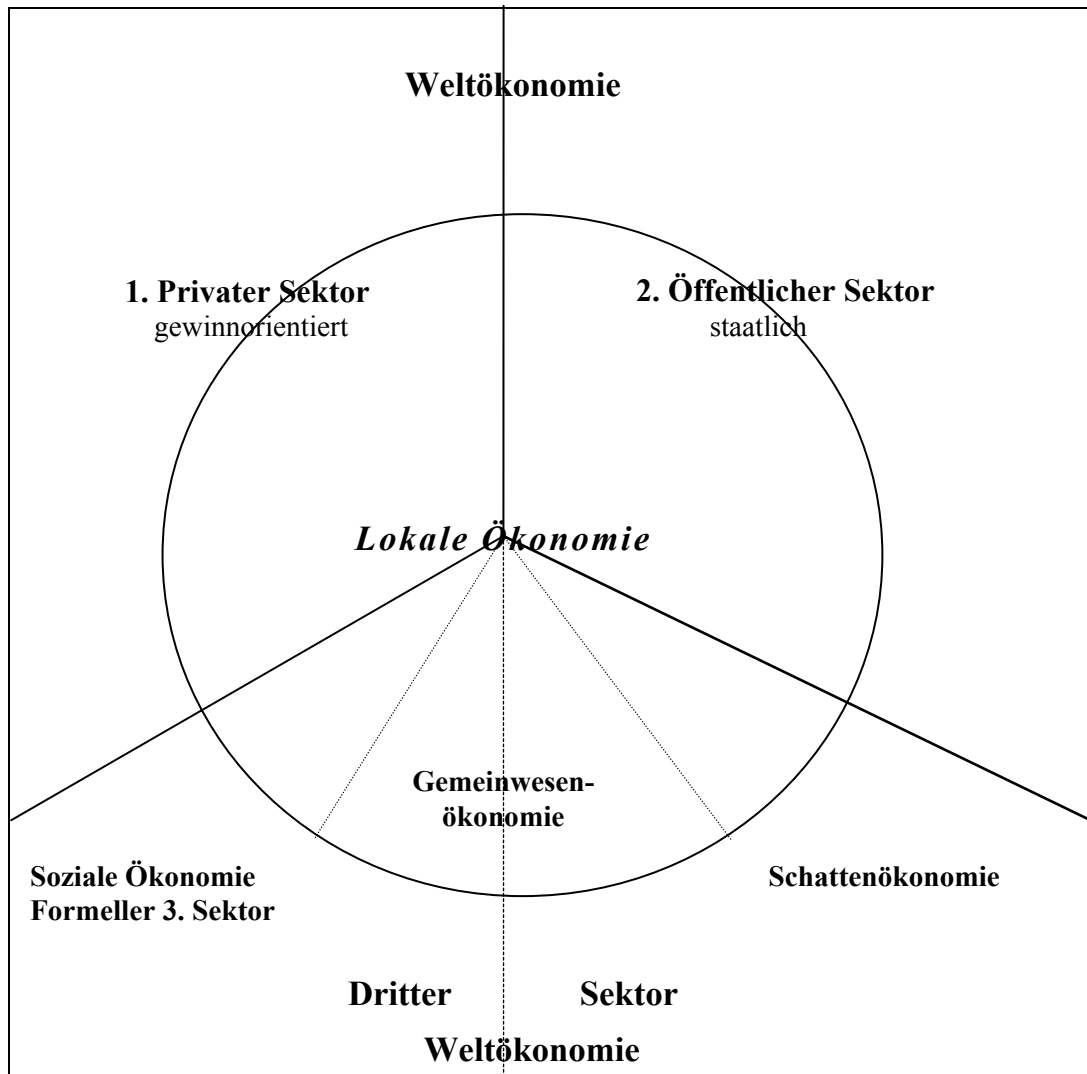 Weltökonomie
1. Privater Sektor
gewinnorientiert
2. Öffentlicher Sektor
staatlich
Lokale Ökonomie
Gemeinwesen-
ökonomie
Soziale Ökonomie
Formeller 3. Sektor
Schattenökonomie
Dritter Sektor
Weltökonomie